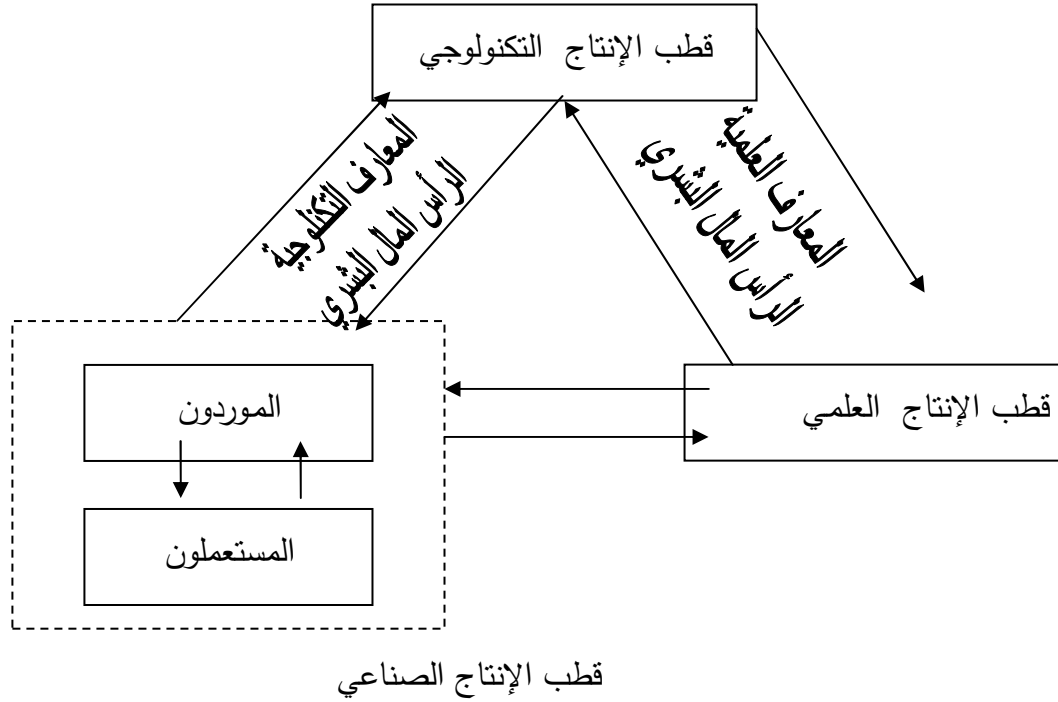 قطب الإنتاج التكنولوجي
المعارف العلمية
الرأس المال البشري
المعارف التكنلوجية
الرأس المال البشري
قطب الإنتاج العلمي
الموردون
المستعملون
قطب الإنتاج الصناعي